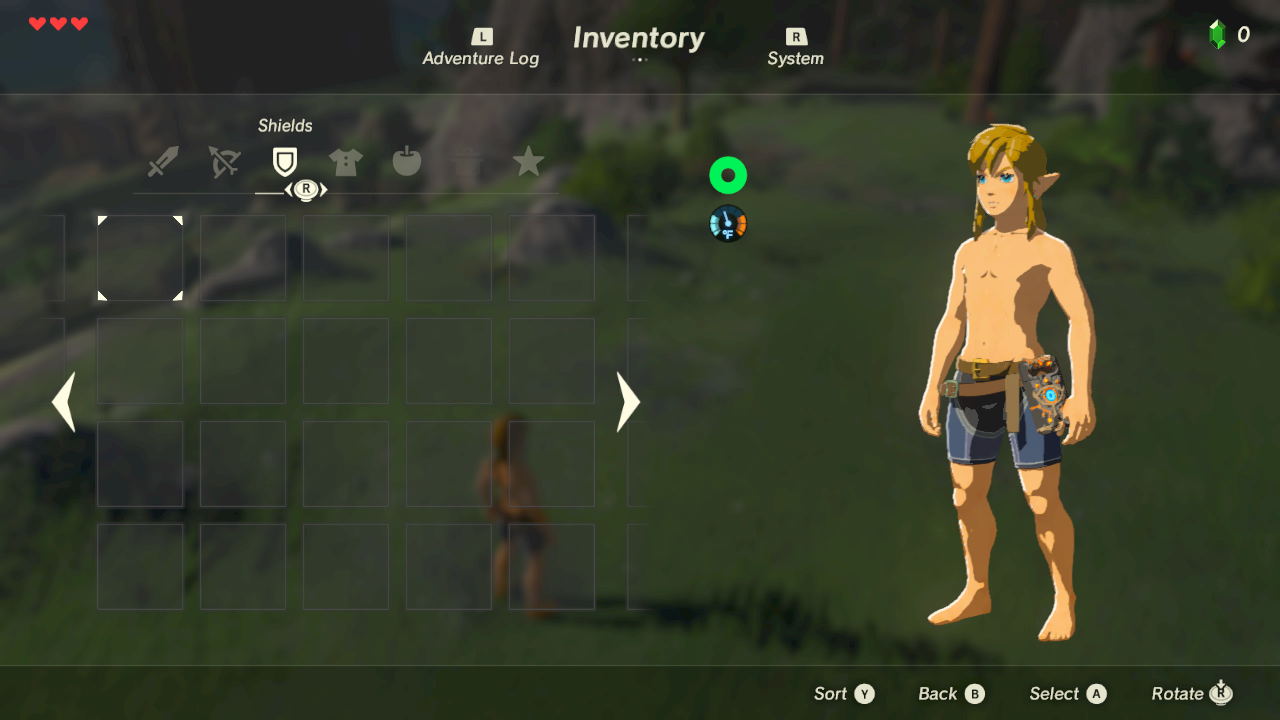 L
Inventory
R
0
Adventure Log
System
Shields
R
°F
Sort Y
Back B
Select A
Rotate R